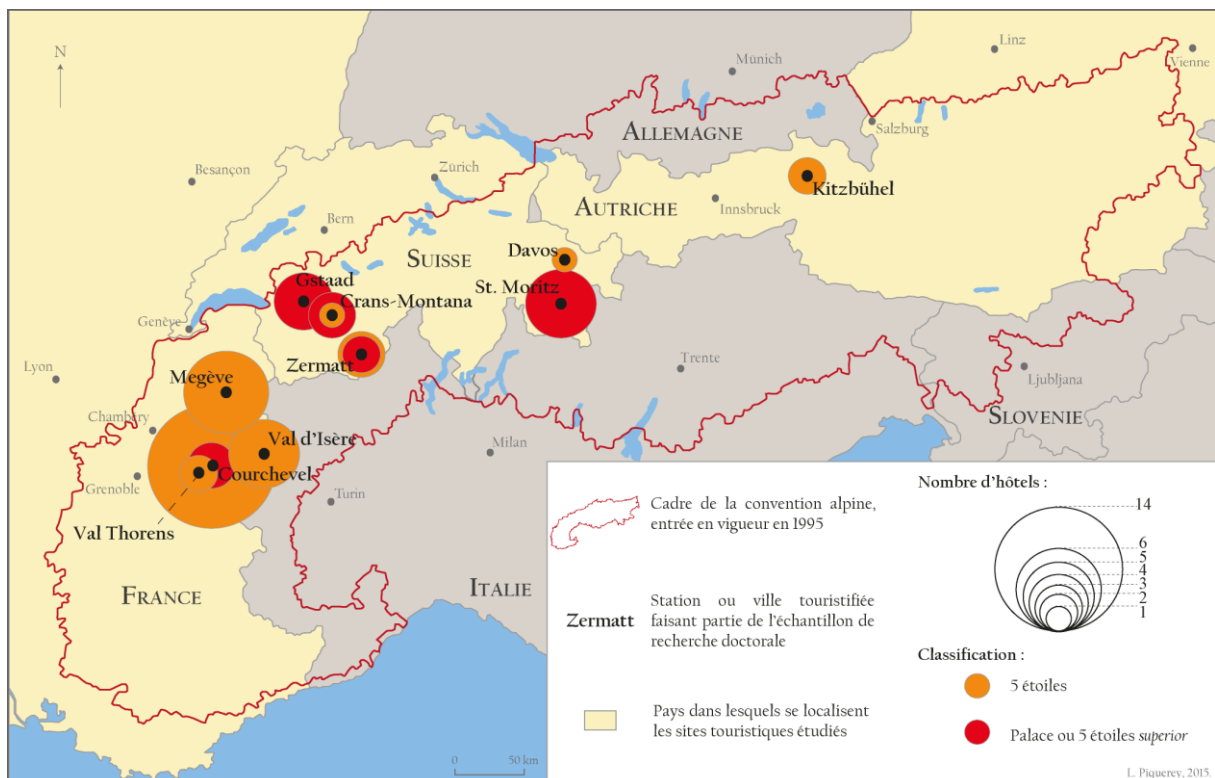 N
Linz
Vienne
Münich
ALLEMAGNE
Salzburg
Besançon
Zürich
Kitzbühel
AUTRICHE
Innsbruck
Bern
SUISSE
Davos
Gstaad
St. Moritz
Crans-Montana
Genève
Zermatt
Trente
Lyon
Megève
Ljubljana
SLOVENIE
Chambéry
Val d'Isère
Milan
Courchevel
Grenoble
Turin
Val Thorens
ITALIE
FRANCE
0 50 km
Cadre de la convention alpine,
entrée en vigueur en 1995
Zermatt
Station ou ville touristifiée
faisant partie de l'échantillon de
recherche doctorale
Pays dans lesquels se localisent
les sites touristiques étudiés
Nombre d'hôtels :
14
6
5
4
3
2
1
Classification :
5 étoiles
Palace ou 5 étoiles superior
L. Piquerey, 2015.